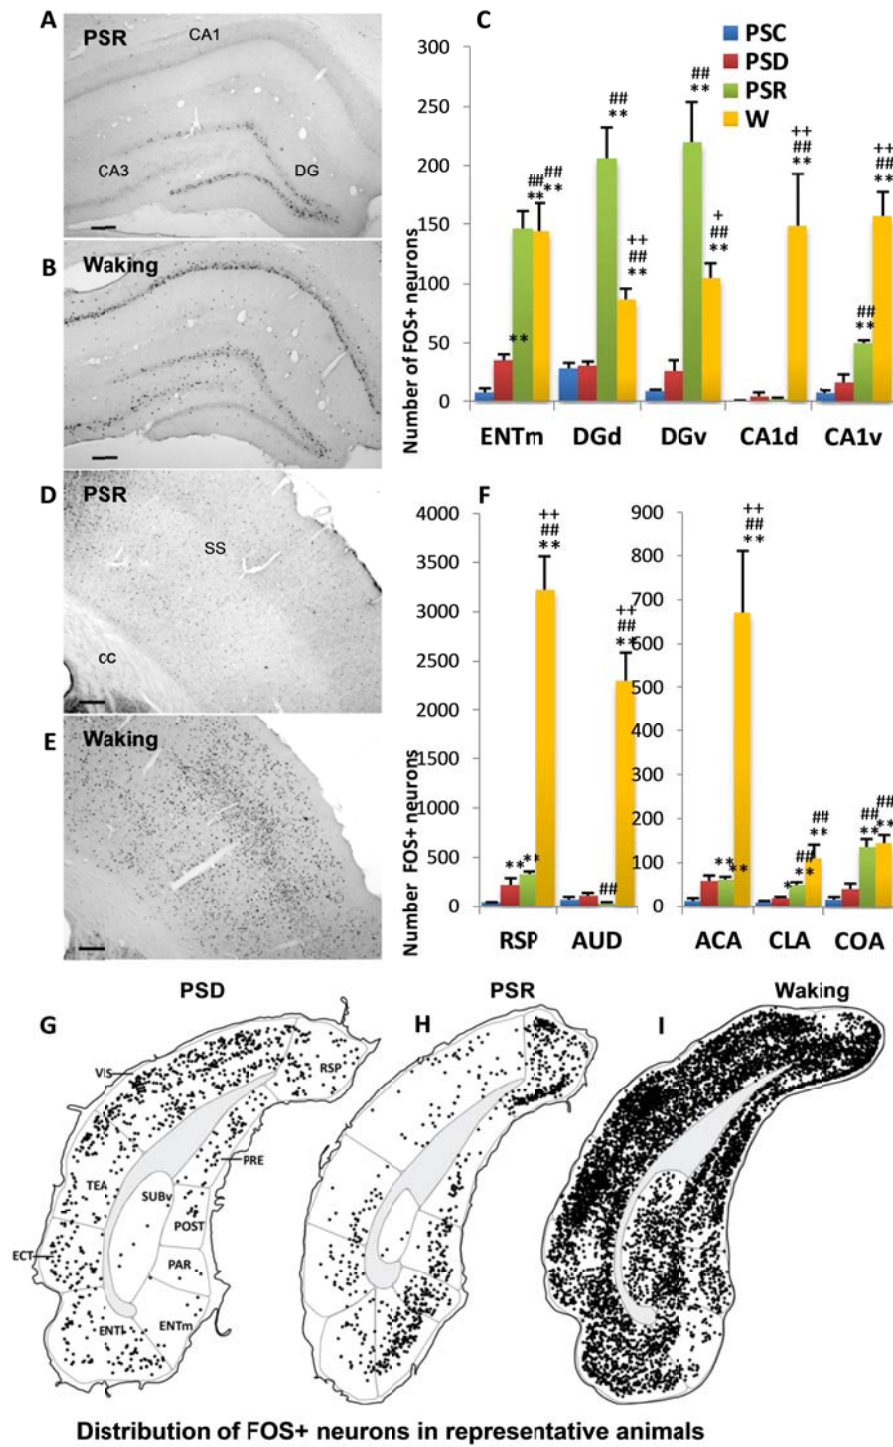 A
PSR
CA1
CA3
DG
B
Waking
C
PSC
PSD
PSR
W
Number of FOS+ neurons
300
250
200
150
100
50
0
##
**
##
**
**
##
**
++
##
**
##
**
+
##
**
++
##
**
##
**
++
##
**
ENTm DGd DGv CA1d CA1v
D
PSR
SS
cc
E
Waking
F
Number FOS+ neurons
4000
3500
3000
2500
2000
1500
1000
500
0
**
**
++
##
**
##
++
##
**
RSP AUD
900
800
700
600
500
400
300
200
100
0
**
**
++
##
**
*
##
**
##
**
##
**
##
**
ACA CLA COA
PSD PSR Waking
G
H
I
VIS
RSP
PRE
TEA
SUBv
POST
ECT
PAR
ENTl
ENTm
Distribution of FOS+ neurons in representative animals